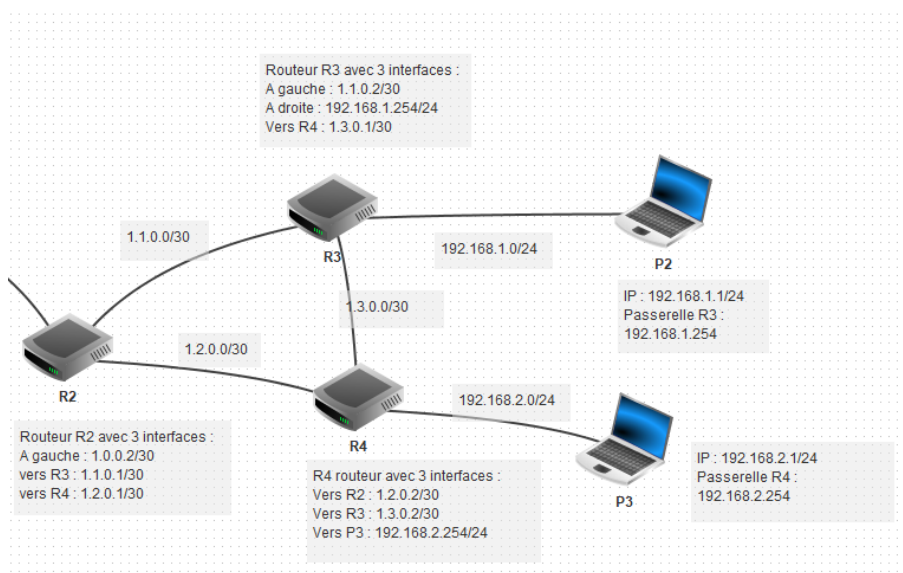 Routeur R3 avec 3 interfaces :
A gauche : 1.1.0.2/30
A droite : 192.168.1.254/24
Vers R4 : 1.3.0.1/30
1.1.0.0/30
R3
192.168.1.0/24
P2
IP : 192.168.1.1/24
Passerelle R3 :
192.168.1.254
1.3.0.0/30
1.2.0.0/30
R2
Routeur R2 avec 3 interfaces :
A gauche : 1.0.0.2/30
vers R3 : 1.1.0.1/30
vers R4 : 1.2.0.1/30
192.168.2.0/24
R4
R4 routeur avec 3 interfaces :
Vers R2 : 1.2.0.2/30
Vers R3 : 1.3.0.2/30
Vers P3 : 192.168.2.254/24
P3
IP : 192.168.2.1/24
Passerelle R4 :
192.168.2.254